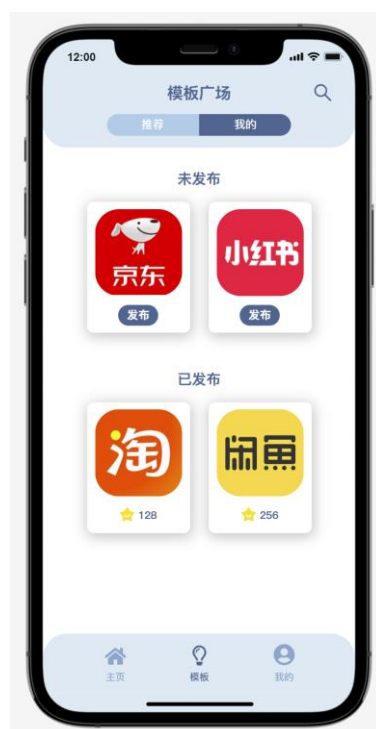 12:00
模板广场
推荐 我的
未发布
京东 小红书
发布 发布
已发布
淘 闲鱼
128 256
主页 模板 我的